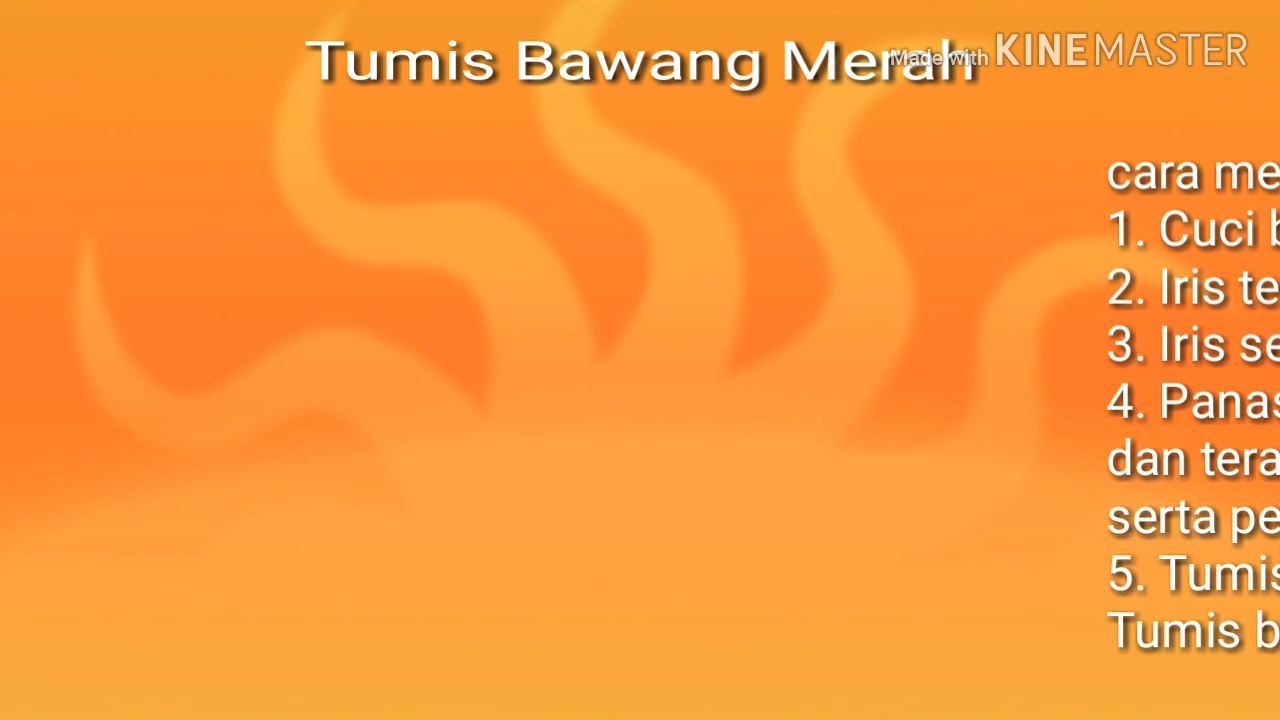 Tumis Bawang Merah
Made with KINEMASTER
cara me
1. Cuci b
2. Iris te
3. Iris se
4. Panas
dan tera
serta pe
5. Tumis
Tumis b